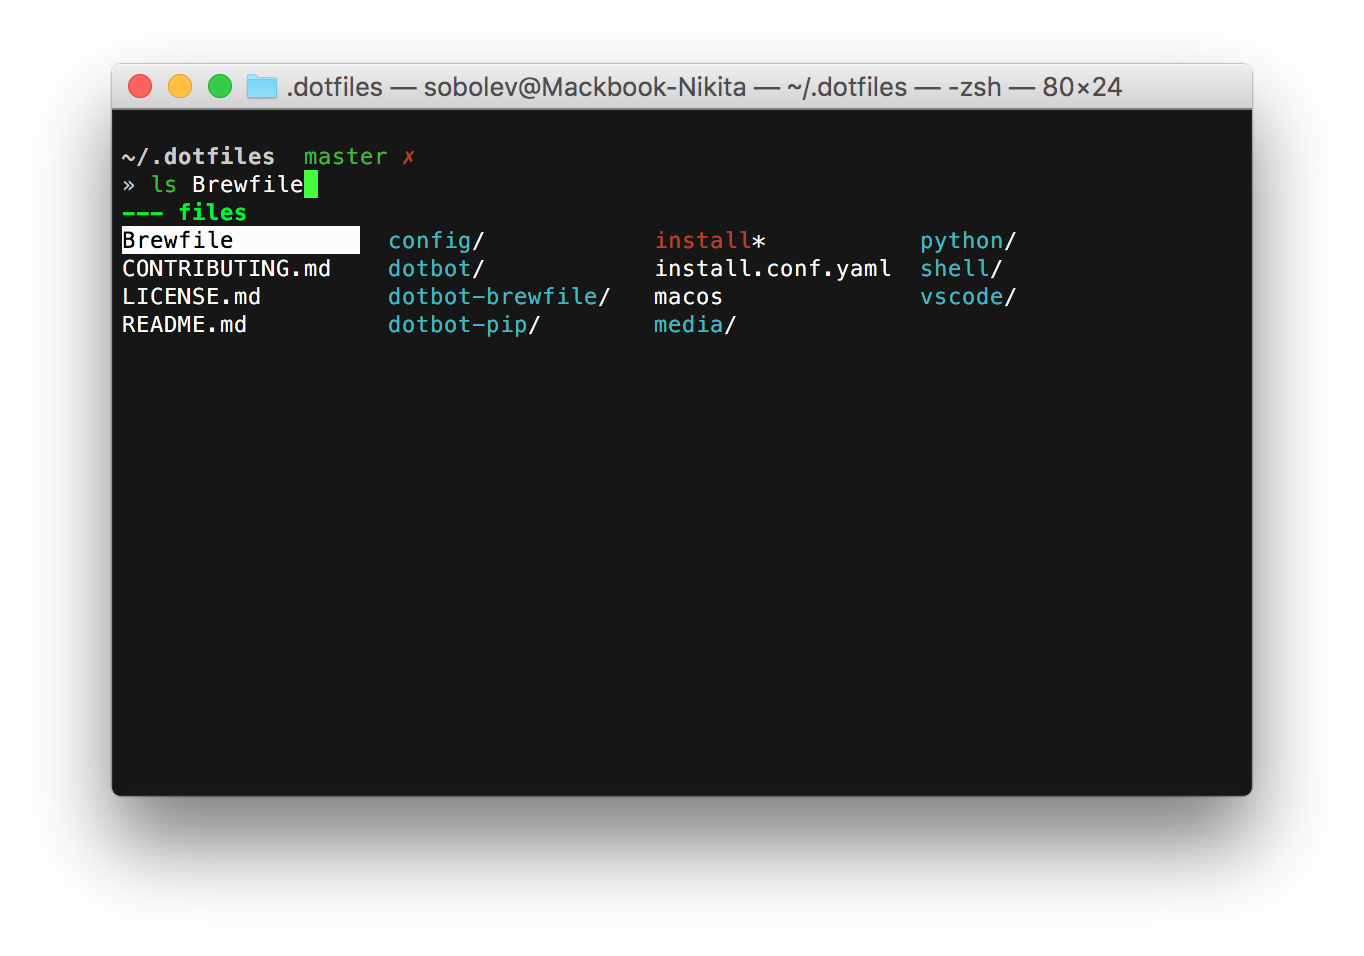 .dotfiles — sobolev@Mackbook-Nikita — ~/.dotfiles — -zsh — 80×24
~/.dotfiles  master ✗
» ls Brewfile
--- files
Brewfile  config/  install*  python/
CONTRIBUTING.md  dotbot/  install.conf.yaml  shell/
LICENSE.md  dotbot-brewfile/  macos  vscode/
README.md  dotbot-pip/  media/